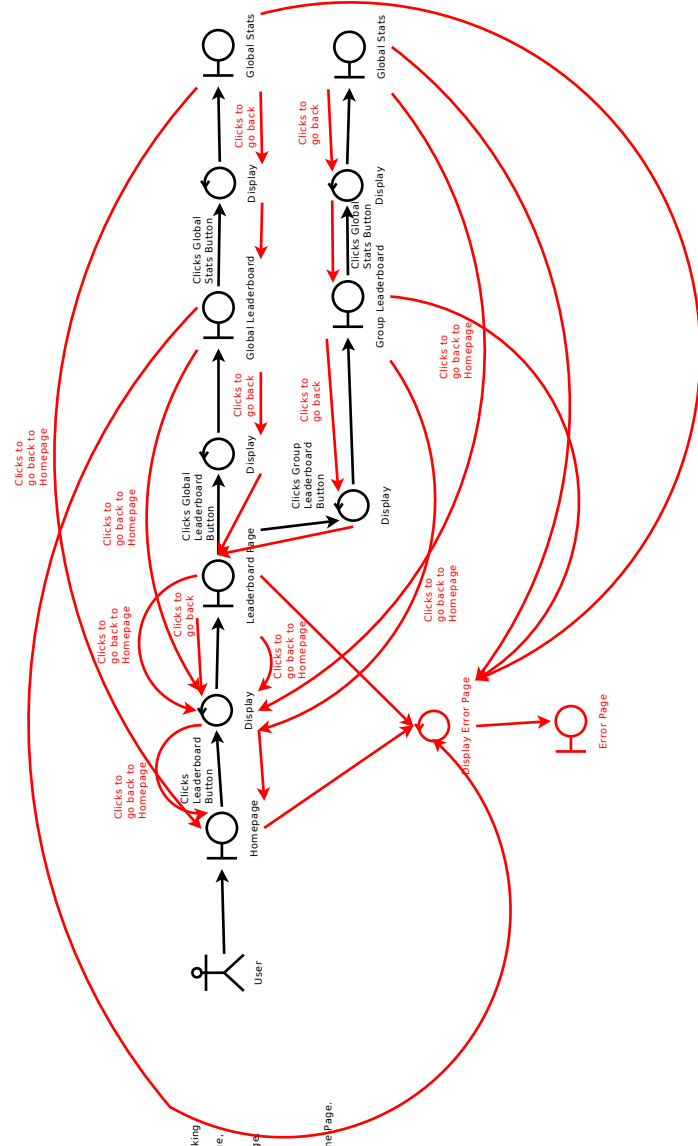 Clicks to
go back to
Homepage
Clicks to
go back to
Homepage
Clicks to
go back to
Homepage
Clicks to
go back to
Homepage
Clicks to
go back
Clicks
Leaderboard
Button
Clicks Global
Leaderboard
Button
Clicks Global
Stats Button
king
User
Homepage
Display
Leaderboard Page
Display
Global Leaderboard
Display
Global Stats
Clicks to
go back
Clicks to
go back
Clicks to
go back to
Homepage
Clicks Group
Leaderboard
Button
Clicks to
go back
Clicks to
go back
Clicks Global
Stats Button
Page.
Display
Group Leaderboard
Display
Global Stats
Clicks to
go back to
Homepage
Clicks to
go back to
Homepage
Display Error Page
Error Page